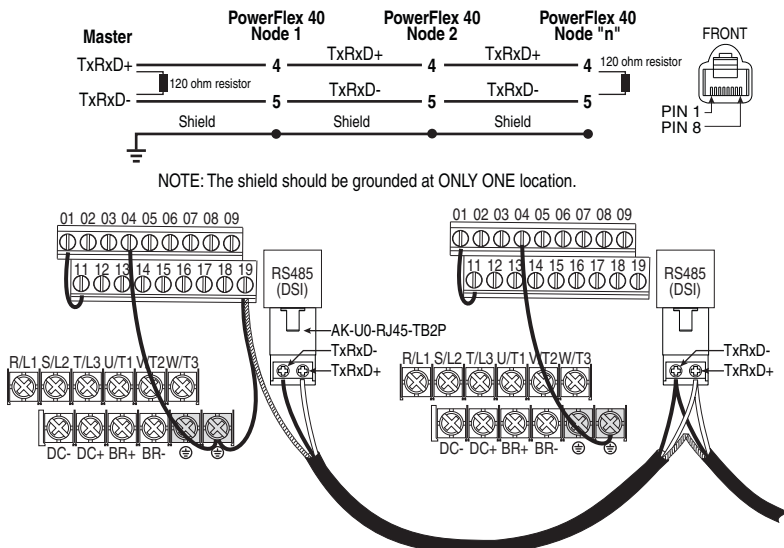 Master
PowerFlex 40
Node 1
PowerFlex 40
Node 2
PowerFlex 40
Node "n"
FRONT
TxRxD+ 4 TxRxD+ 4 TxRxD+ 4
120 ohm resistor
120 ohm resistor
TxRxD- 5 TxRxD- 5 TxRxD- 5
Shield Shield Shield
PIN 1
PIN 8
NOTE: The shield should be grounded at ONLY ONE location.
01 02 03 04 05 06 07 08 09
11 12 13 14 15 16 17 18 19
RS485
(DSI)
AK-U0-RJ45-TB2P
TxRxD-
TxRxD+
R/L1 S/L2 T/L3 U/T1 V/T2 W/T3
DC- DC+ BR+ BR-
01 02 03 04 05 06 07 08 09
11 12 13 14 15 16 17 18 19
RS485
(DSI)
TxRxD-
TxRxD+
R/L1 S/L2 T/L3 U/T1 V/T2 W/T3
DC- DC+ BR+ BR-